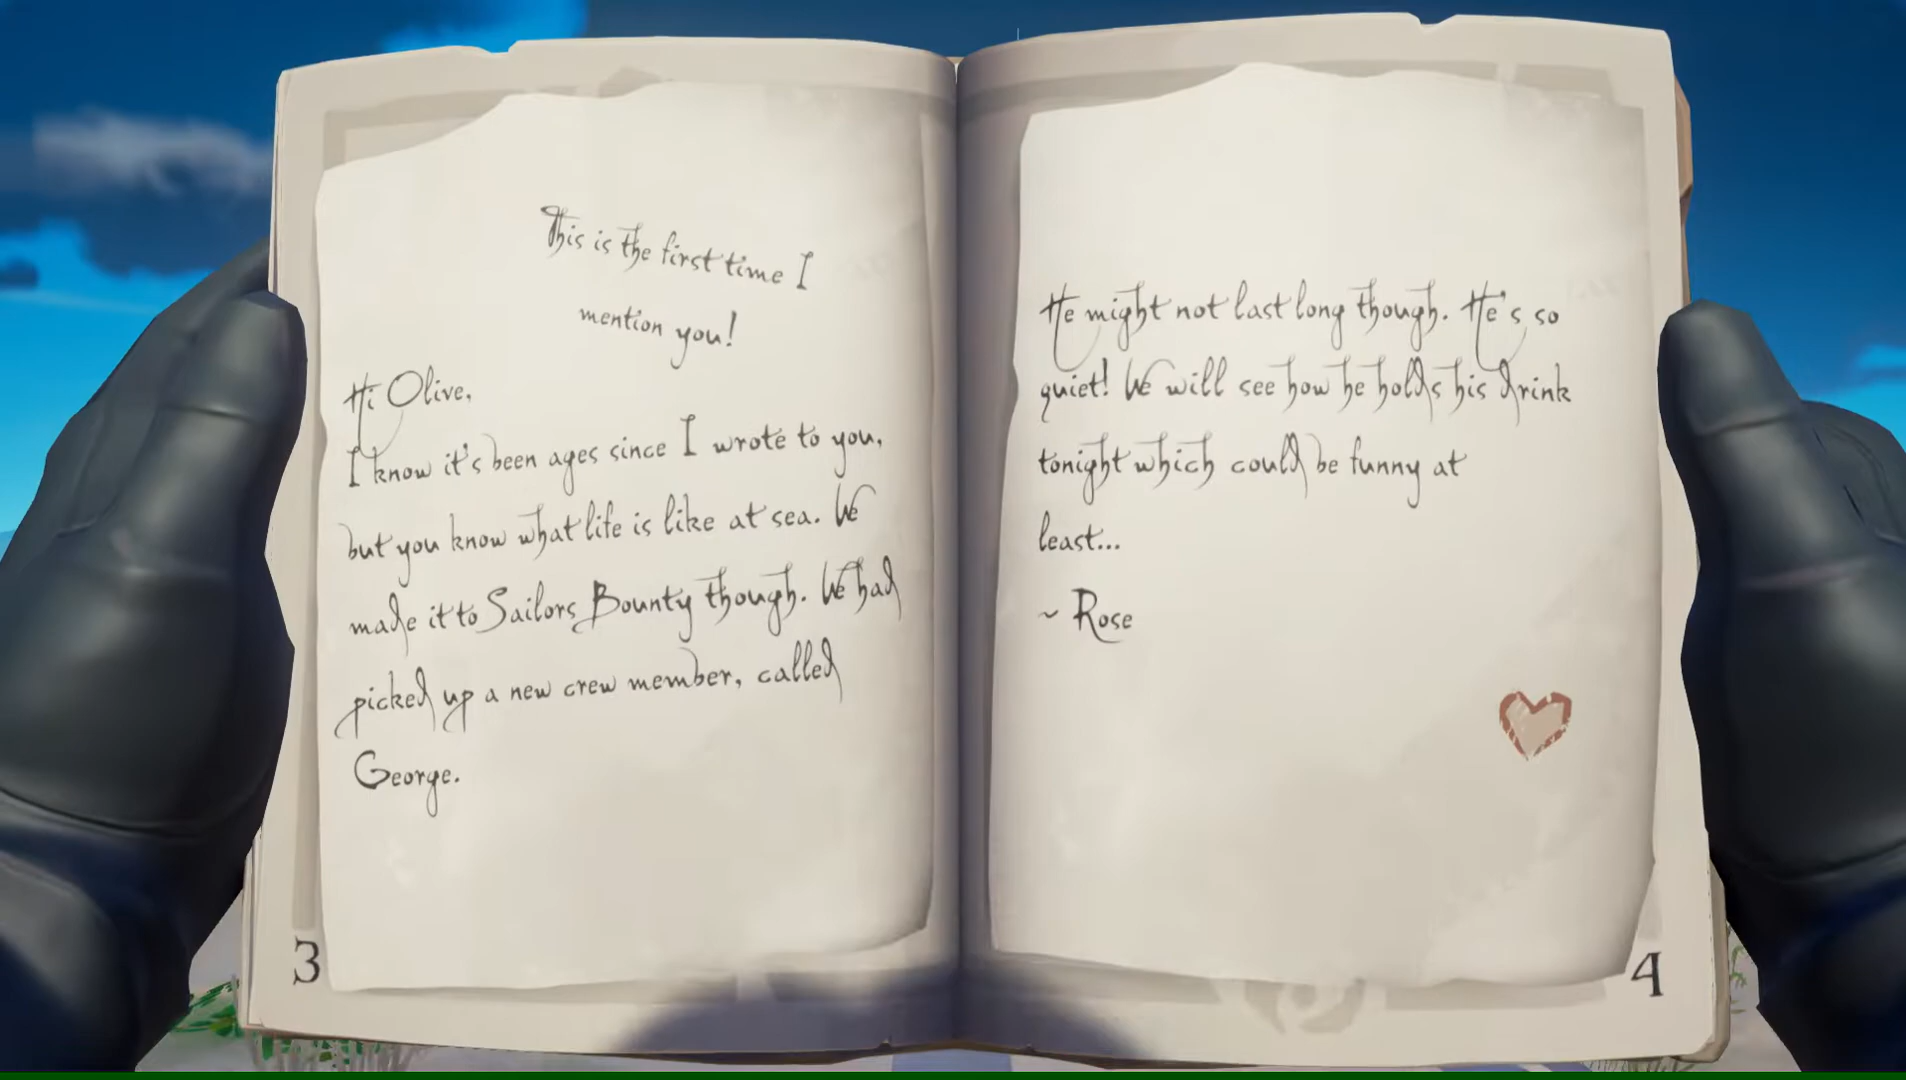 This is the first time I
mention you!
Hi Olive,
I know it's been ages since I wrote to you,
but you know what life is like at sea. We
made it to Sailors Bounty though. We had
picked up a new crew member, called
George.
3
He might not last long though. He's so
quiet! We will see how he holds his drink
tonight which could be funny at
least...
~ Rose
4